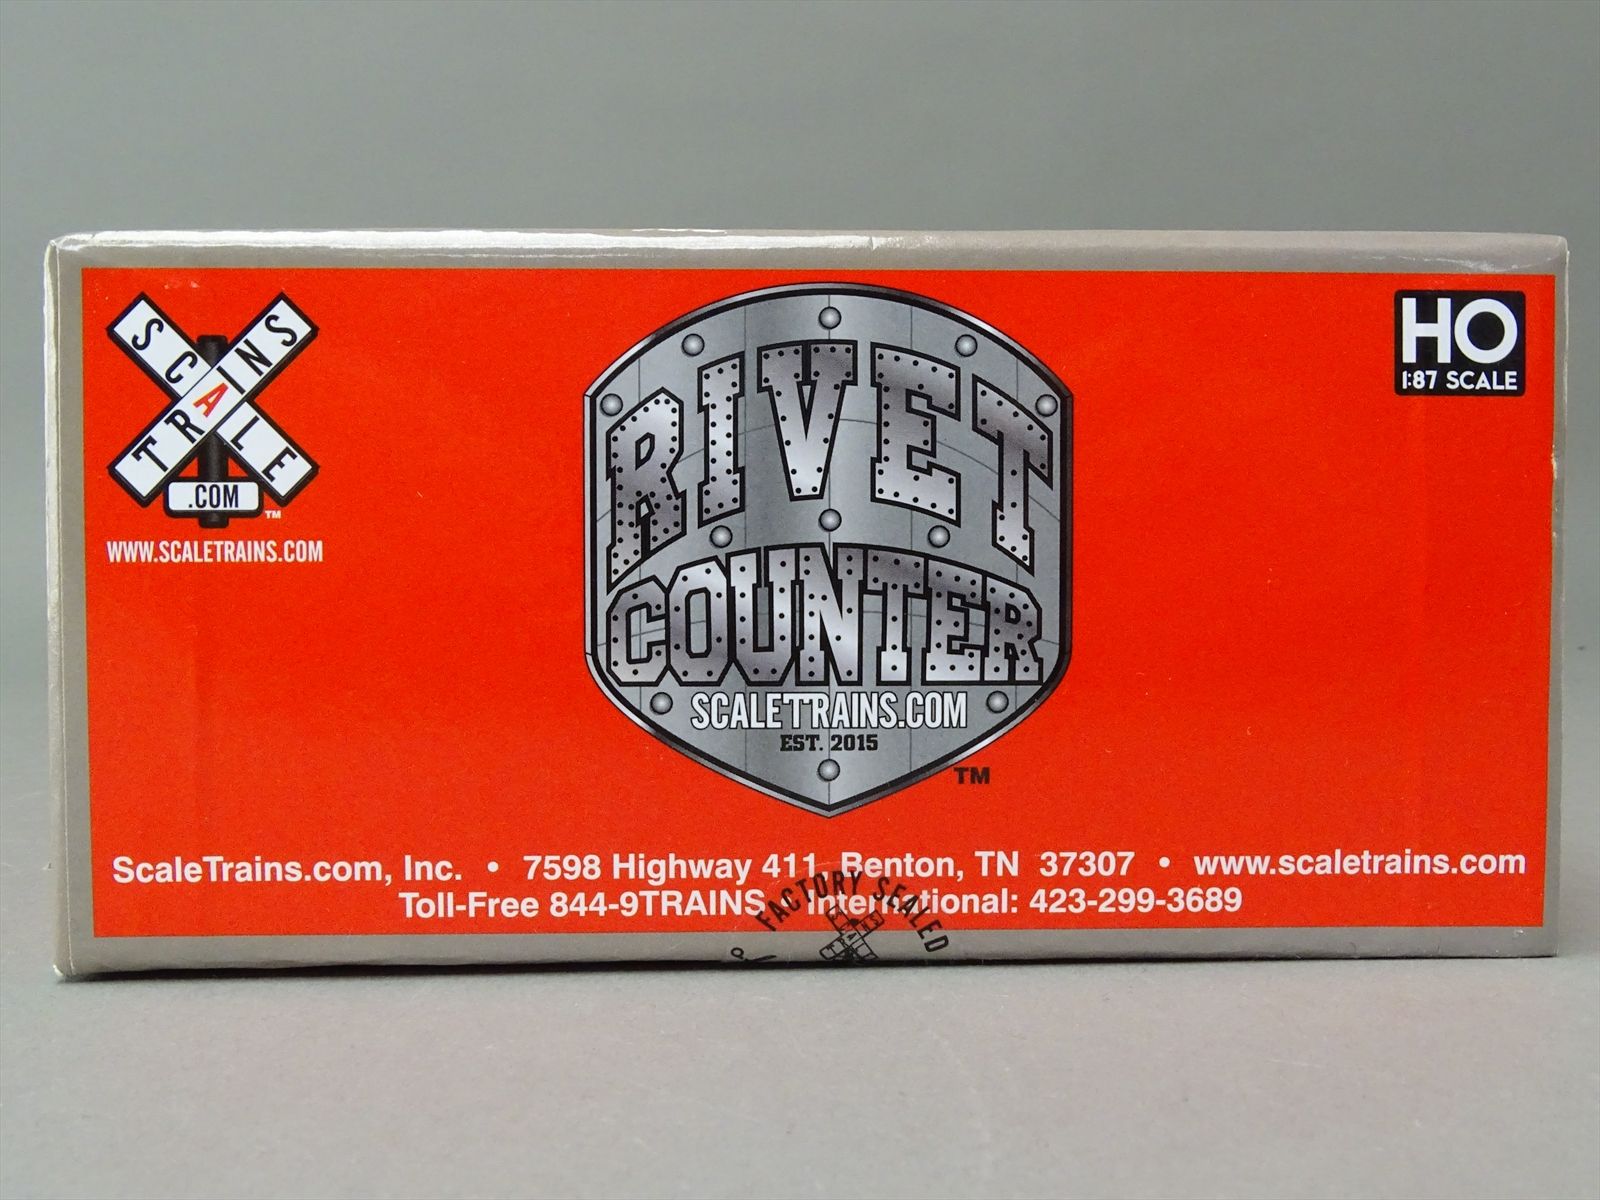 SCALE
TRAINS
.COM
TM
WWW.SCALETRAINS.COM
HO
1:87 SCALE
RIVET
COUNTER
SCALETRAINS.COM
EST. 2015
TM
ScaleTrains.com, Inc. • 7598 Highway 411 Benton, TN 37307 • www.scaletrains.com
Toll-Free 844-9TRAINS • International: 423-299-3689
FACTORY SEALED
SCALE
TRAINS